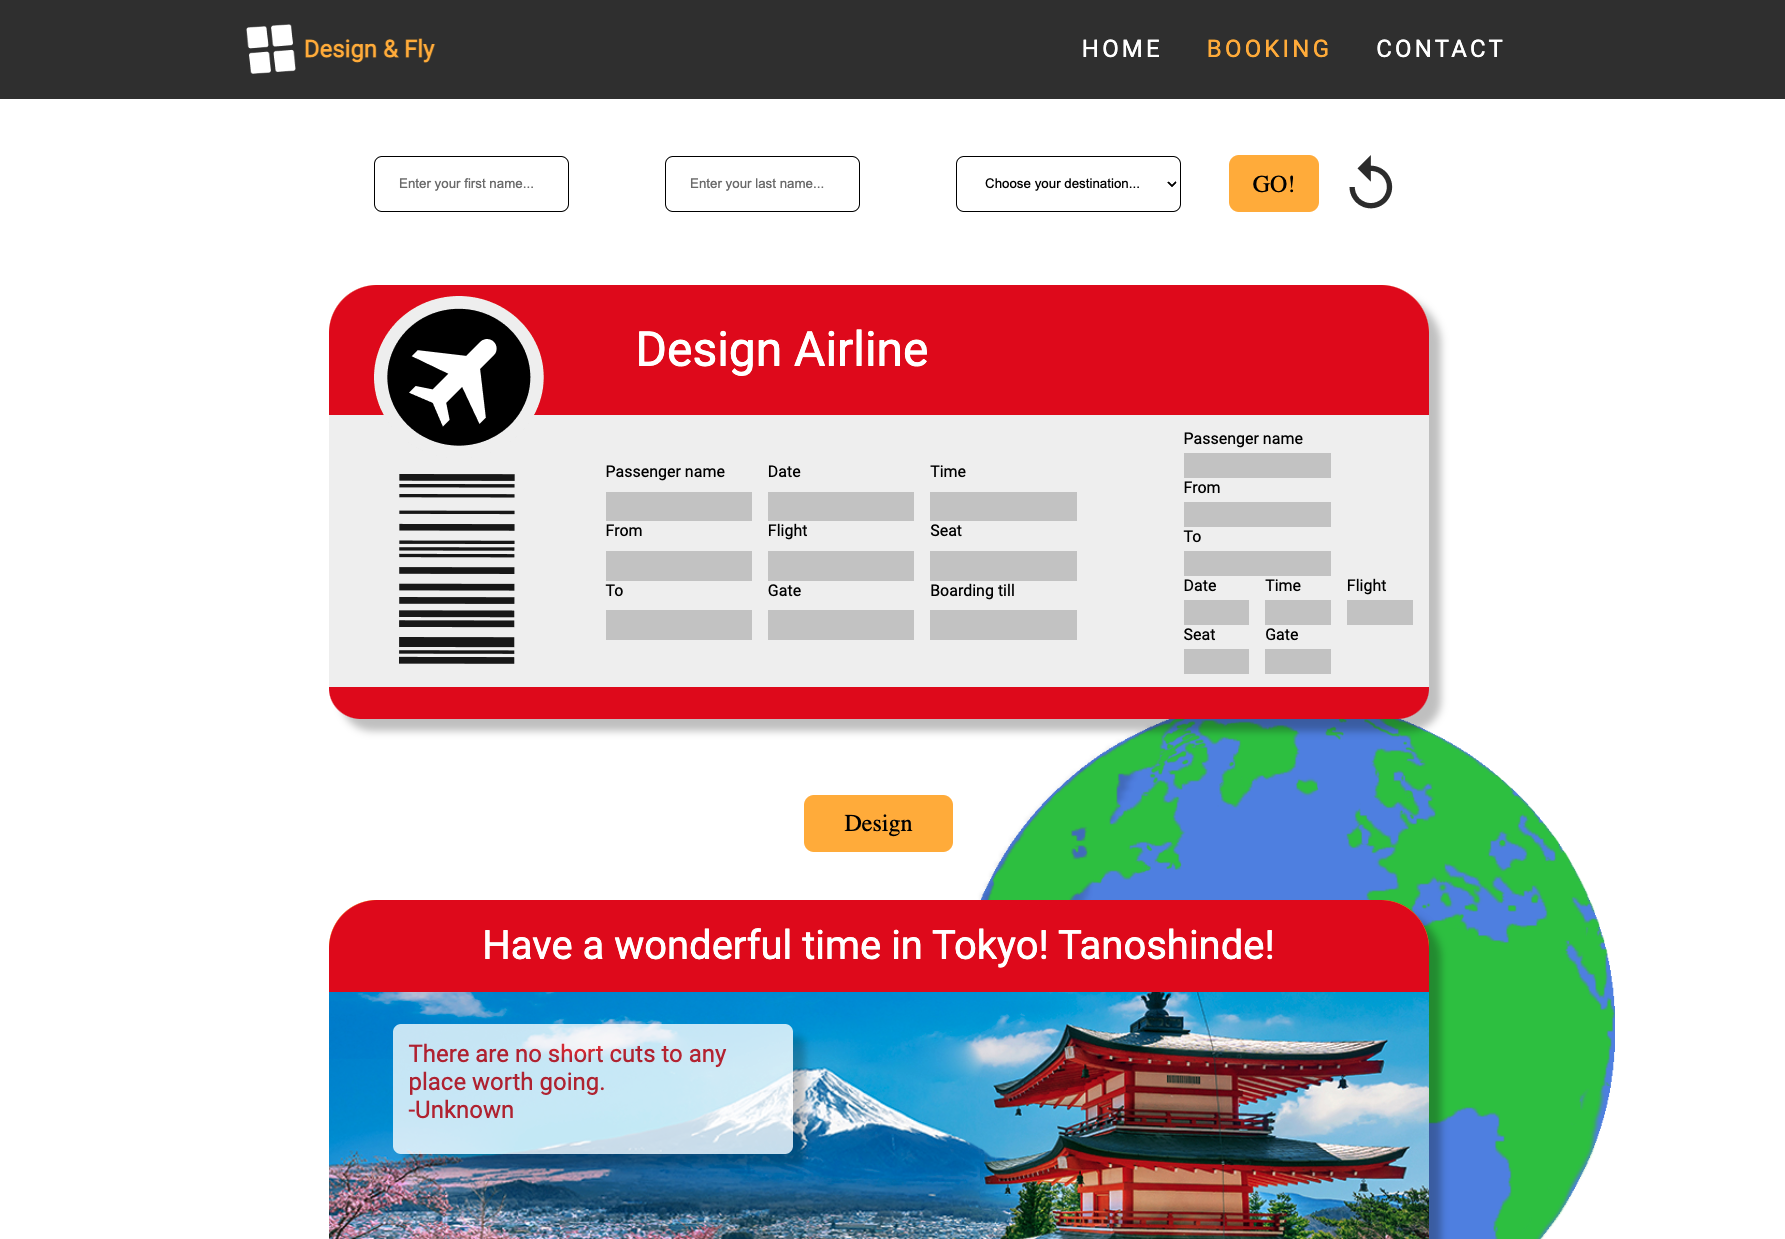 Design & Fly
HOME
BOOKING
CONTACT
Enter your first name...
Enter your last name...
Choose your destination...
GO!
Design Airline
Passenger name
Date
Time
From
Flight
Seat
To
Gate
Boarding till
Passenger name
From
To
Date
Time
Flight
Seat
Gate
Design
Have a wonderful time in Tokyo! Tanoshinde!
There are no short cuts to any
place worth going.
-Unknown